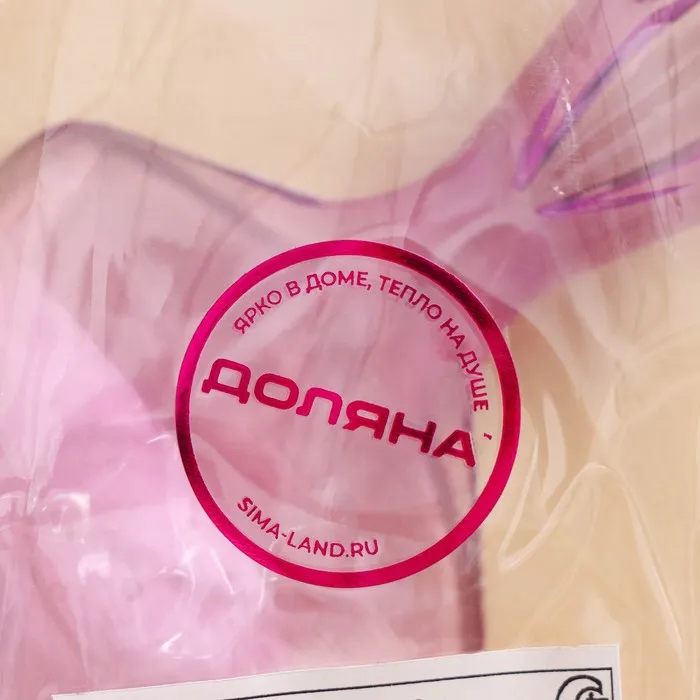 ЯРКО В ДОМЕ, ТЕПЛО НА ДУШЕ
ДОЛЯНА
SIMA-LAND.RU